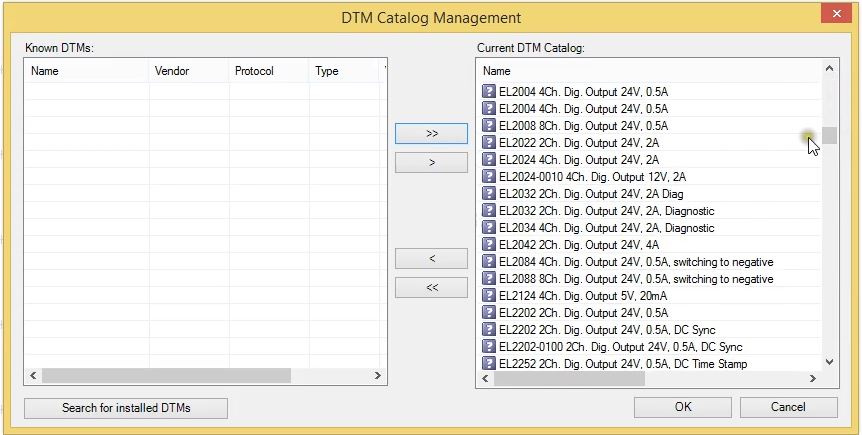 DTM Catalog Management
Known DTMs:
Name Vendor Protocol Type
Current DTM Catalog:
Name
EL2004 4Ch. Dig. Output 24V, 0.5A
EL2004 4Ch. Dig. Output 24V, 0.5A
EL2008 8Ch. Dig. Output 24V, 0.5A
EL2022 2Ch. Dig. Output 24V, 2A
EL2024 4Ch. Dig. Output 24V, 2A
EL2024-0010 4Ch. Dig. Output 12V, 2A
EL2032 2Ch. Dig. Output 24V, 2A Diag
EL2032 2Ch. Dig. Output 24V, 2A, Diagnostic
EL2034 4Ch. Dig. Output 24V, 2A, Diagnostic
EL2042 2Ch. Dig. Output 24V, 4A
EL2084 4Ch. Dig. Output 24V, 0.5A, switching to negative
EL2088 8Ch. Dig. Output 24V, 0.5A, switching to negative
EL2124 4Ch. Dig. Output 5V, 20mA
EL2202 2Ch. Dig. Output 24V, 0.5A
EL2202 2Ch. Dig. Output 24V, 0.5A, DC Sync
EL2202-0100 2Ch. Dig. Output 24V, 0.5A, DC Sync
EL2252 2Ch. Dig. Output 24V, 0.5A, DC Time Stamp
>>
>
<
<<
Search for installed DTMs
OK
Cancel